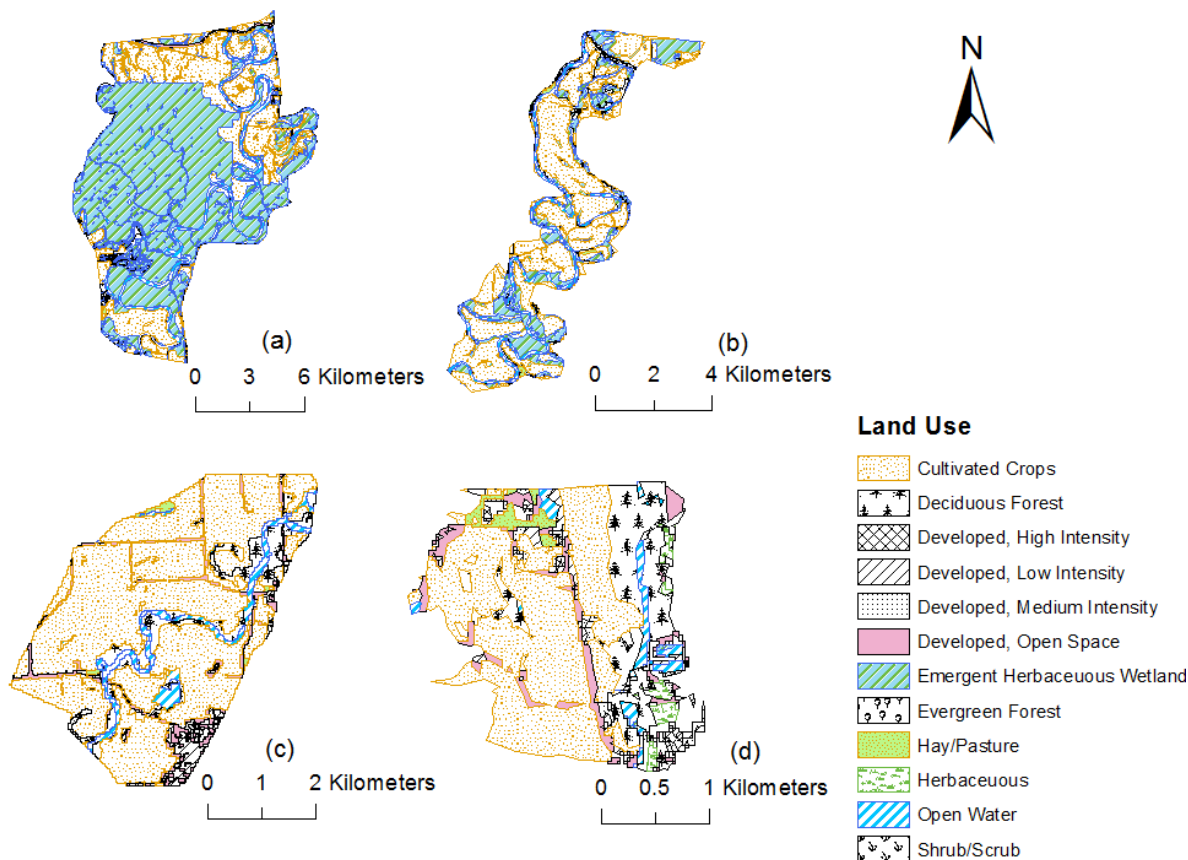 N
(a)
0 3 6 Kilometers
(b)
0 2 4 Kilometers
(c)
0 1 2 Kilometers
(d)
0 0.5 1 Kilometers
Land Use
Cultivated Crops
Deciduous Forest
Developed, High Intensity
Developed, Low Intensity
Developed, Medium Intensity
Developed, Open Space
Emergent Herbaceous Wetland
Evergreen Forest
Hay/Pasture
Herbaceous
Open Water
Shrub/Scrub